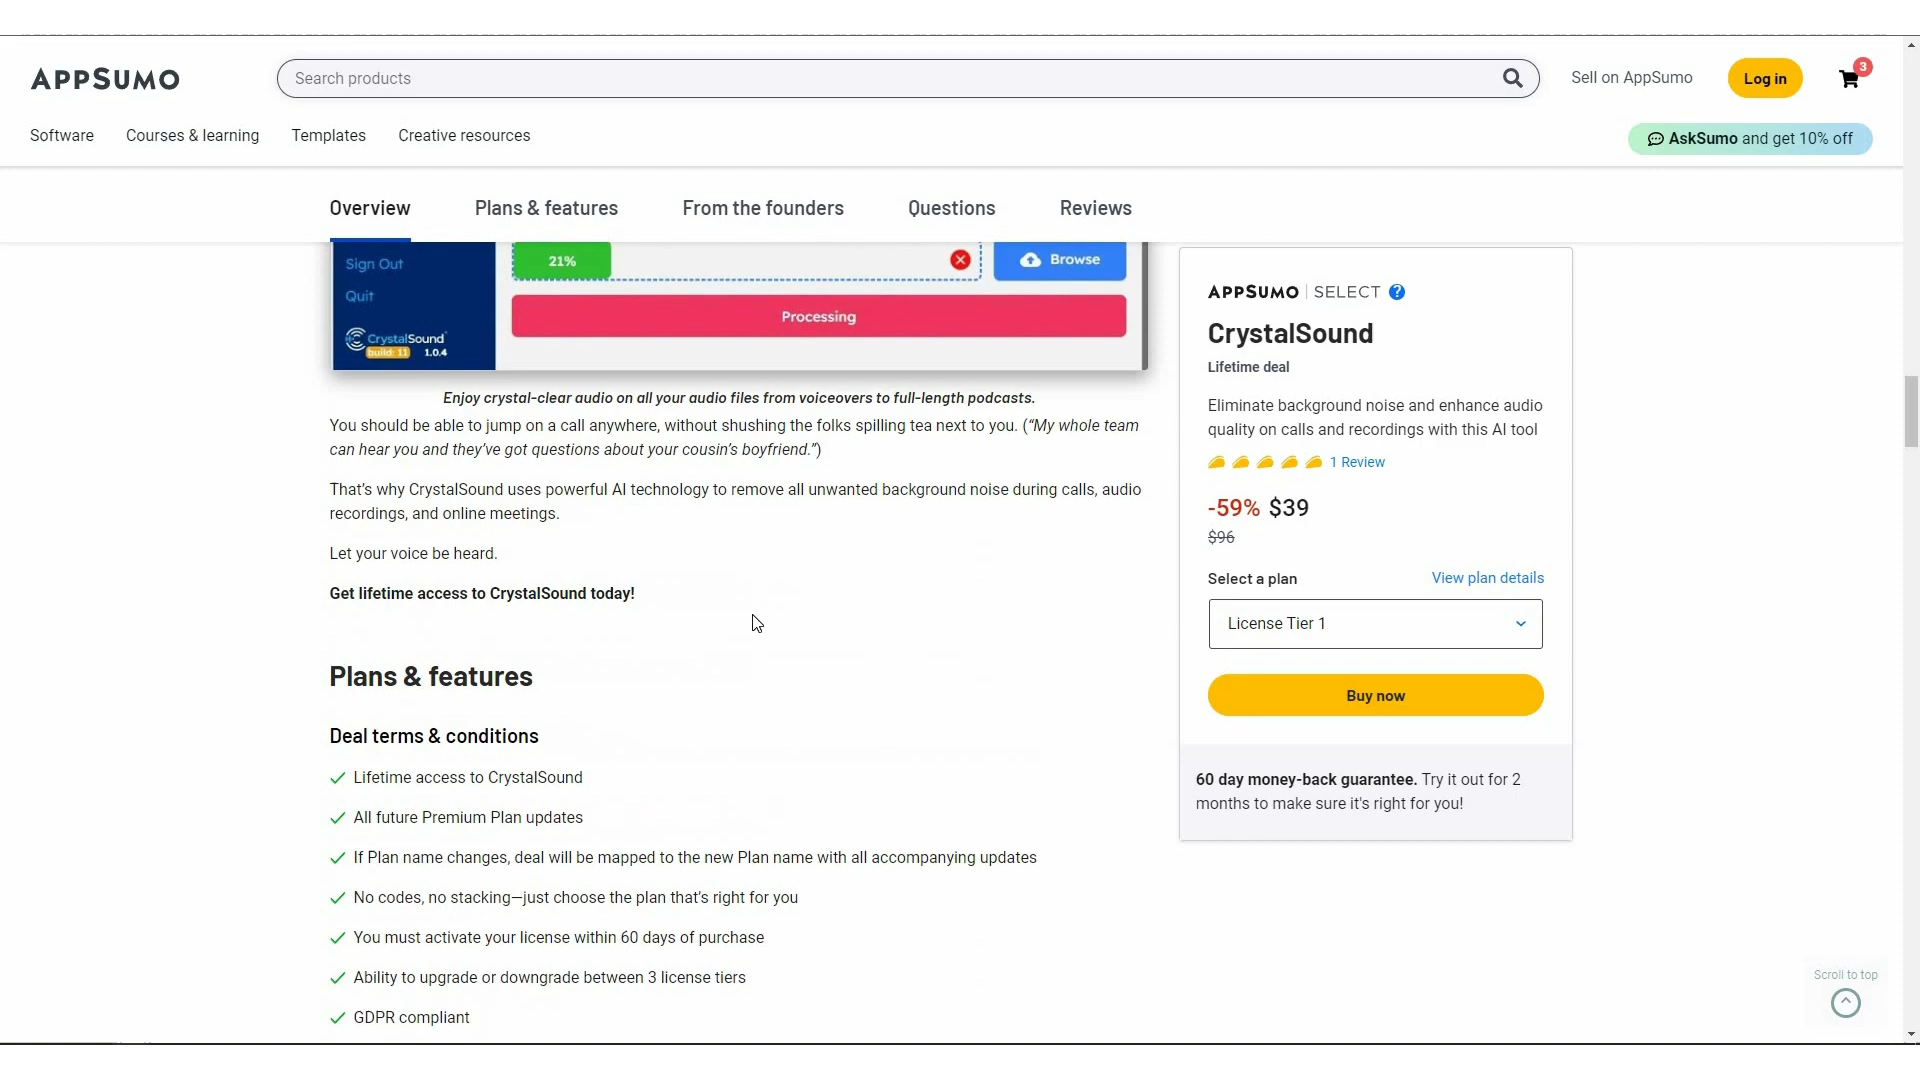 APPSUMO
Search products
Sell on AppSumo
Log in
3
Software
Courses & learning
Templates
Creative resources
AskSumo and get 10% off
Overview
Plans & features
From the founders
Questions
Reviews
Sign Out
Quit
CrystalSound
build: 11 1.0.4
21%
Browse
Processing
Enjoy crystal-clear audio on all your audio files from voiceovers to full-length podcasts.
You should be able to jump on a call anywhere, without shushing the folks spilling tea next to you. (“My whole team
can hear you and they’ve got questions about your cousin’s boyfriend.”)
That’s why CrystalSound uses powerful AI technology to remove all unwanted background noise during calls, audio
recordings, and online meetings.
Let your voice be heard.
Get lifetime access to CrystalSound today!
Plans & features
Deal terms & conditions
Lifetime access to CrystalSound
All future Premium Plan updates
If Plan name changes, deal will be mapped to the new Plan name with all accompanying updates
No codes, no stacking—just choose the plan that’s right for you
You must activate your license within 60 days of purchase
Ability to upgrade or downgrade between 3 license tiers
GDPR compliant
APPSUMO | SELECT ?
CrystalSound
Lifetime deal
Eliminate background noise and enhance audio
quality on calls and recordings with this AI tool
1 Review
-59% $39
$96
Select a plan
View plan details
License Tier 1
Buy now
60 day money-back guarantee. Try it out for 2
months to make sure it's right for you!
Scroll to top